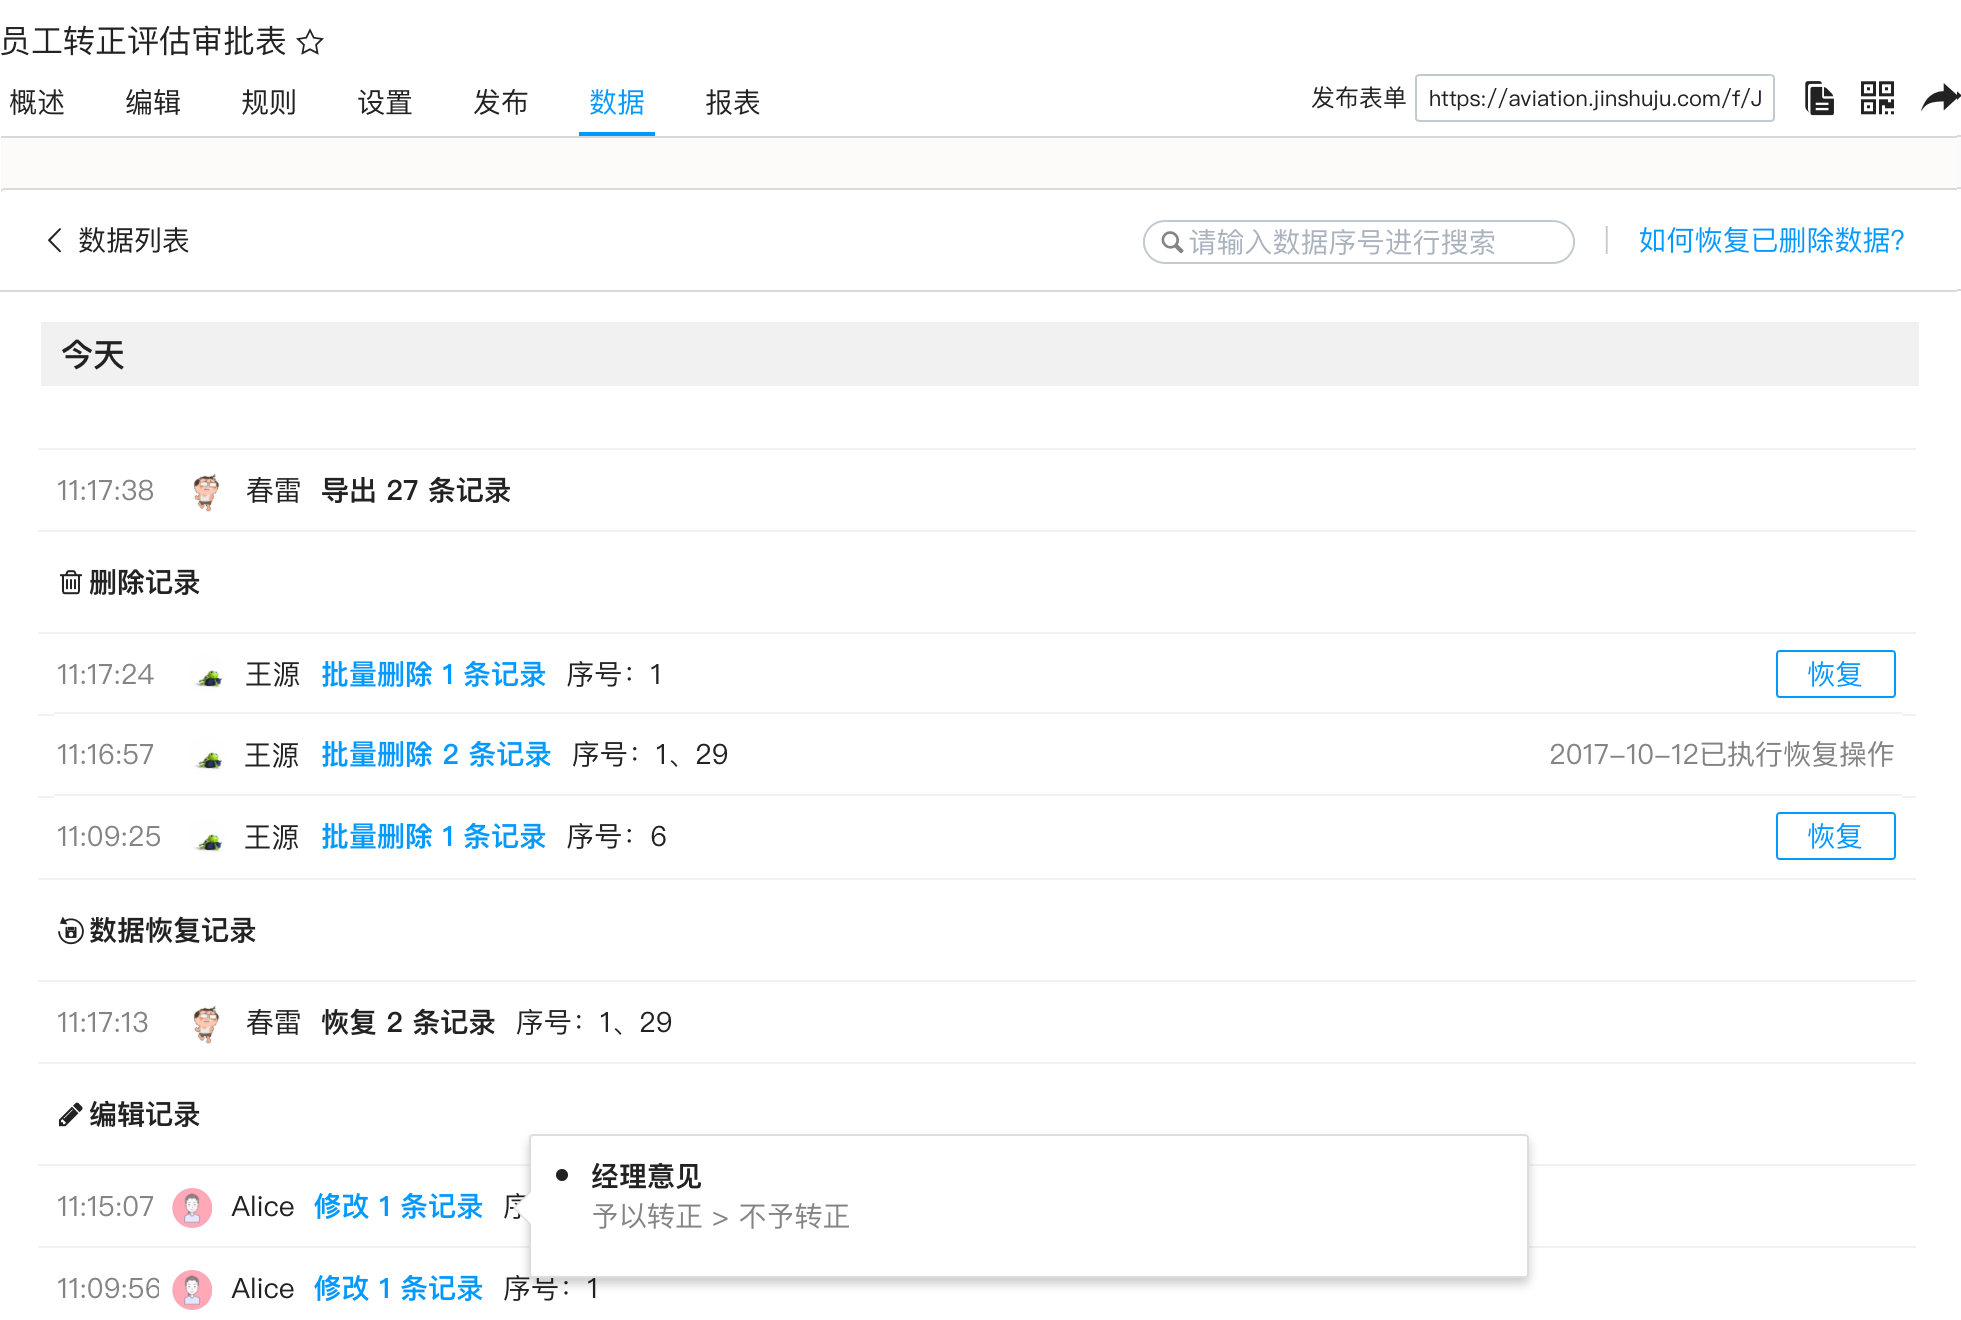 员工转正评估审批表
概述 编辑 规则 设置 发布 数据 报表 发布表单 https://aviation.jinshuju.com/f/J
数据列表 请输入数据序号进行搜索 如何恢复已删除数据?
今天
11:17:38 春雷 导出 27 条记录
删除记录
11:17:24 王源 批量删除 1 条记录 序号：1 恢复
11:16:57 王源 批量删除 2 条记录 序号：1、29 2017-10-12已执行恢复操作
11:09:25 王源 批量删除 1 条记录 序号：6 恢复
数据恢复记录
11:17:13 春雷 恢复 2 条记录 序号：1、29
编辑记录
经理意见
11:15:07 Alice 修改 1 条记录 序 予以转正 > 不予转正
11:09:56 Alice 修改 1 条记录 序号：1